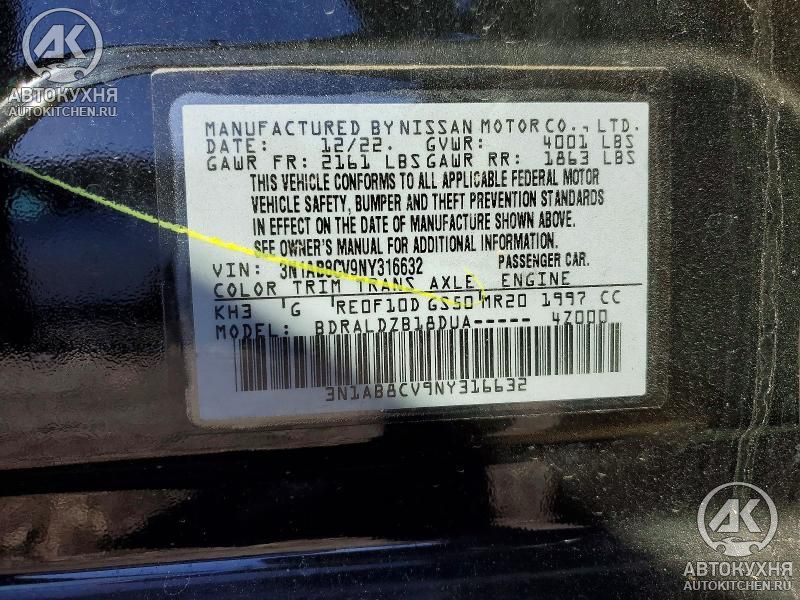 AK
АВТОКУХНЯ
AUTOKITCHEN.RU
MANUFACTURED BY NISSAN MOTOR CO., LTD.
DATE: 12/22. GVWR: 4001 LBS
GAWR FR: 2161 LBS GAWR RR: 1863 LBS
THIS VEHICLE CONFORMS TO ALL APPLICABLE FEDERAL MOTOR
VEHICLE SAFETY, BUMPER AND THEFT PREVENTION STANDARDS
IN EFFECT ON THE DATE OF MANUFACTURE SHOWN ABOVE.
SEE OWNER'S MANUAL FOR ADDITIONAL INFORMATION.
VIN: 3N1AB8CV9NY316632 PASSENGER CAR.
COLOR TRIM TRANS AXLE ENGINE
KH3 G RE0F10D GS50 MR20 1997 CC
MODEL: BDRALDZB18DUA----- 4Z000
3N1AB8CV9NY316632
AK
АВТОКУХНЯ
AUTOKITCHEN.RU